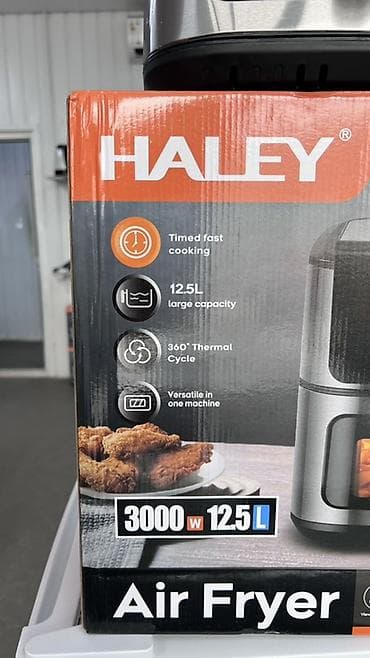 HALEY®
Timed fast
cooking
12.5L
large capacity
360° Thermal
Cycle
Versatile in
one machine
3000 W 12.5 L
Air Fryer